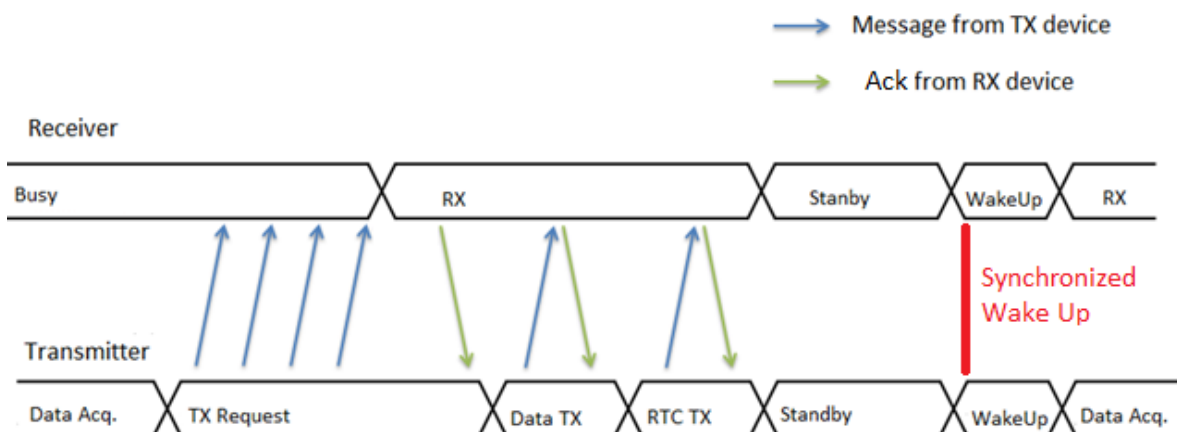 Message from TX device
Ack from RX device
Receiver
Busy
RX
Stanby
WakeUp
RX
Synchronized
Wake Up
Transmitter
Data Acq.
TX Request
Data TX
RTC TX
Standby
WakeUp
Data Acq.